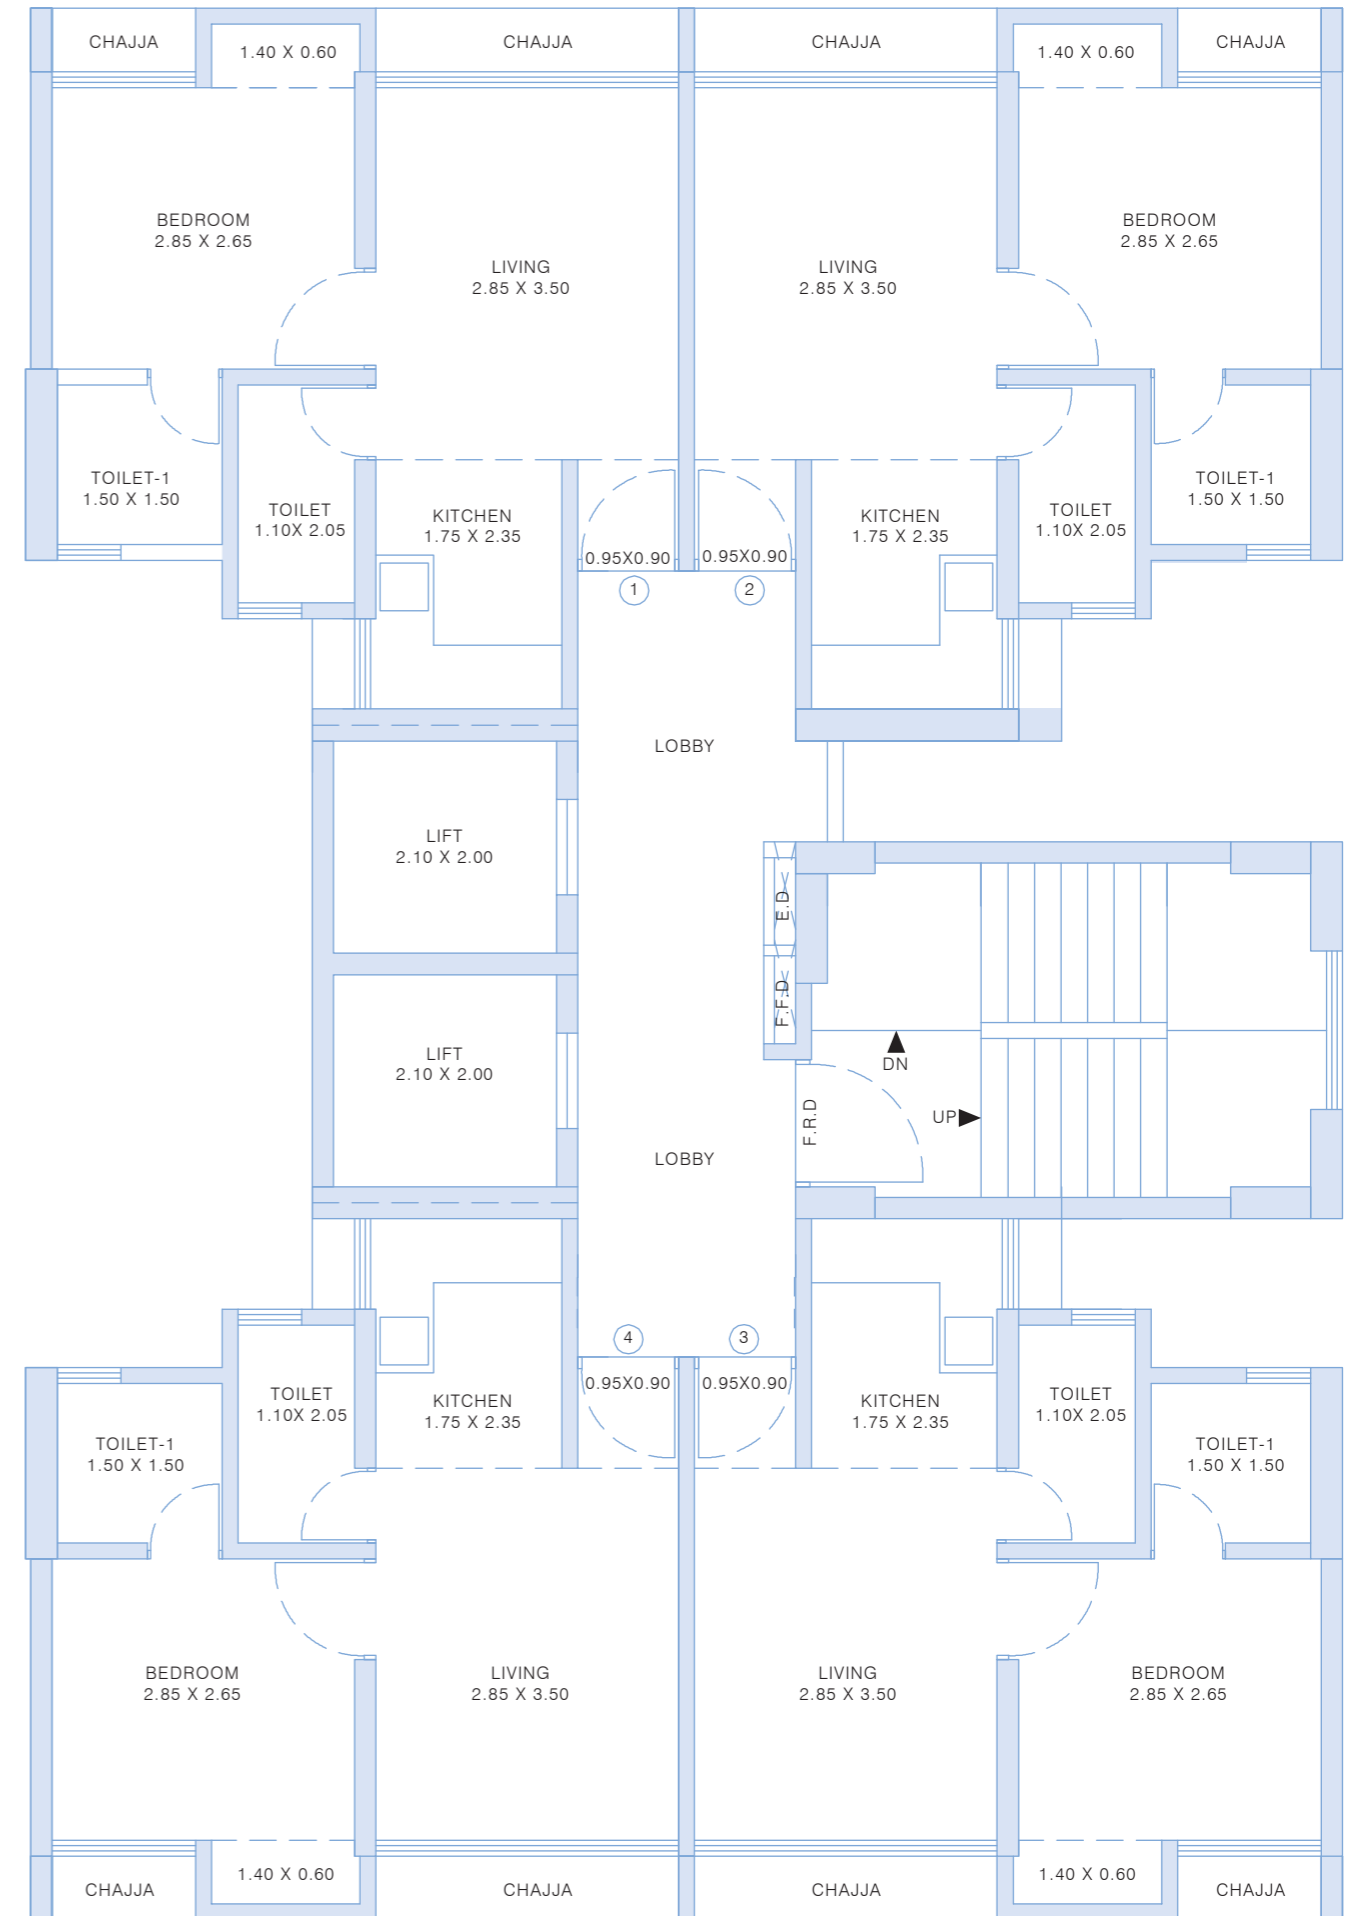 CHAJJA
1.40 X 0.60
CHAJJA
CHAJJA
1.40 X 0.60
CHAJJA
BEDROOM
2.85 X 2.65
LIVING
2.85 X 3.50
LIVING
2.85 X 3.50
BEDROOM
2.85 X 2.65
TOILET-1
1.50 X 1.50
TOILET
1.10X 2.05
KITCHEN
1.75 X 2.35
0.95X0.90
0.95X0.90
KITCHEN
1.75 X 2.35
TOILET
1.10X 2.05
TOILET-1
1.50 X 1.50
1
2
LOBBY
LIFT
2.10 X 2.00
E.D
F.F.D
LIFT
2.10 X 2.00
DN
UP
F.R.D
LOBBY
4
3
TOILET-1
1.50 X 1.50
TOILET
1.10X 2.05
KITCHEN
1.75 X 2.35
0.95X0.90
0.95X0.90
KITCHEN
1.75 X 2.35
TOILET
1.10X 2.05
TOILET-1
1.50 X 1.50
BEDROOM
2.85 X 2.65
LIVING
2.85 X 3.50
LIVING
2.85 X 3.50
BEDROOM
2.85 X 2.65
CHAJJA
1.40 X 0.60
CHAJJA
CHAJJA
1.40 X 0.60
CHAJJA